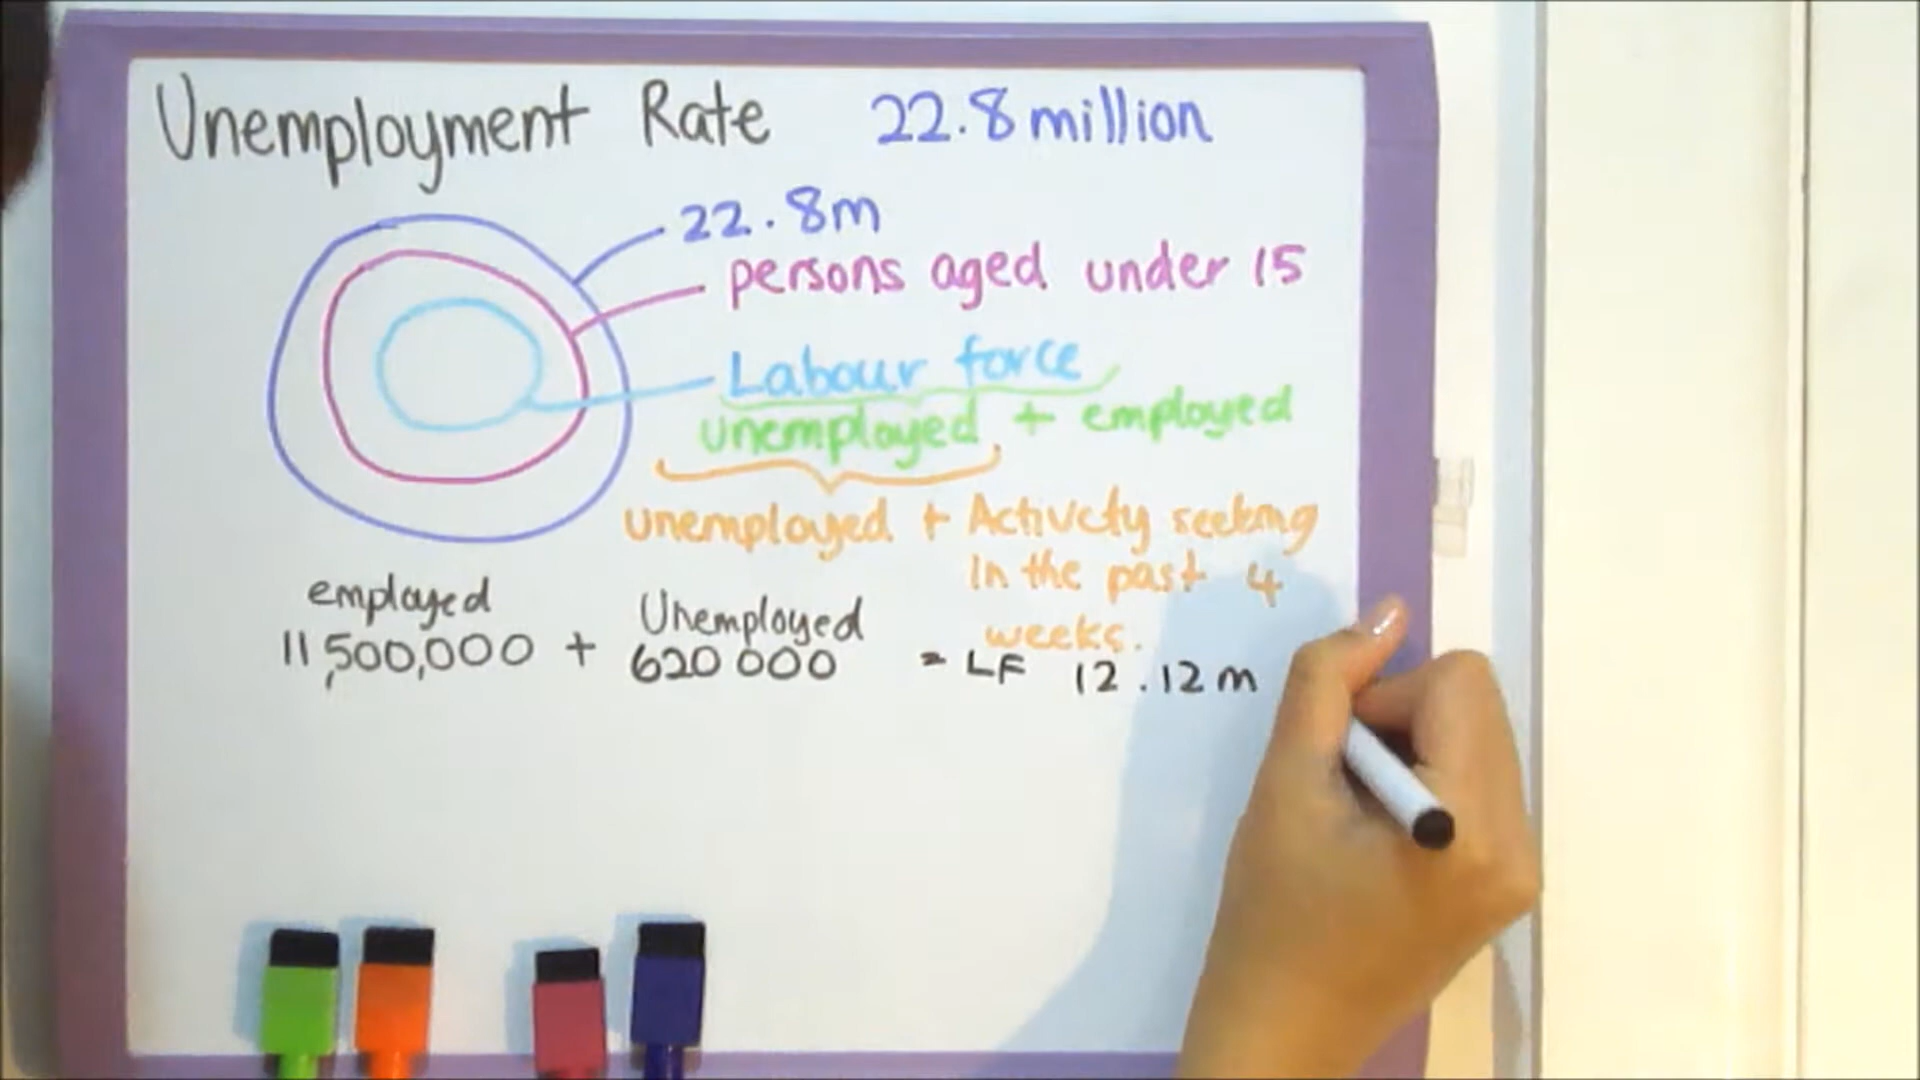 Unemployment Rate 22.8 million
22.8m
persons aged under 15
Labour force
unemployed + employed
unemployed + Activity seeking
in the past 4
weeks.
employed
Unemployed
11,500,000 + 620 000 = LF 12.12m